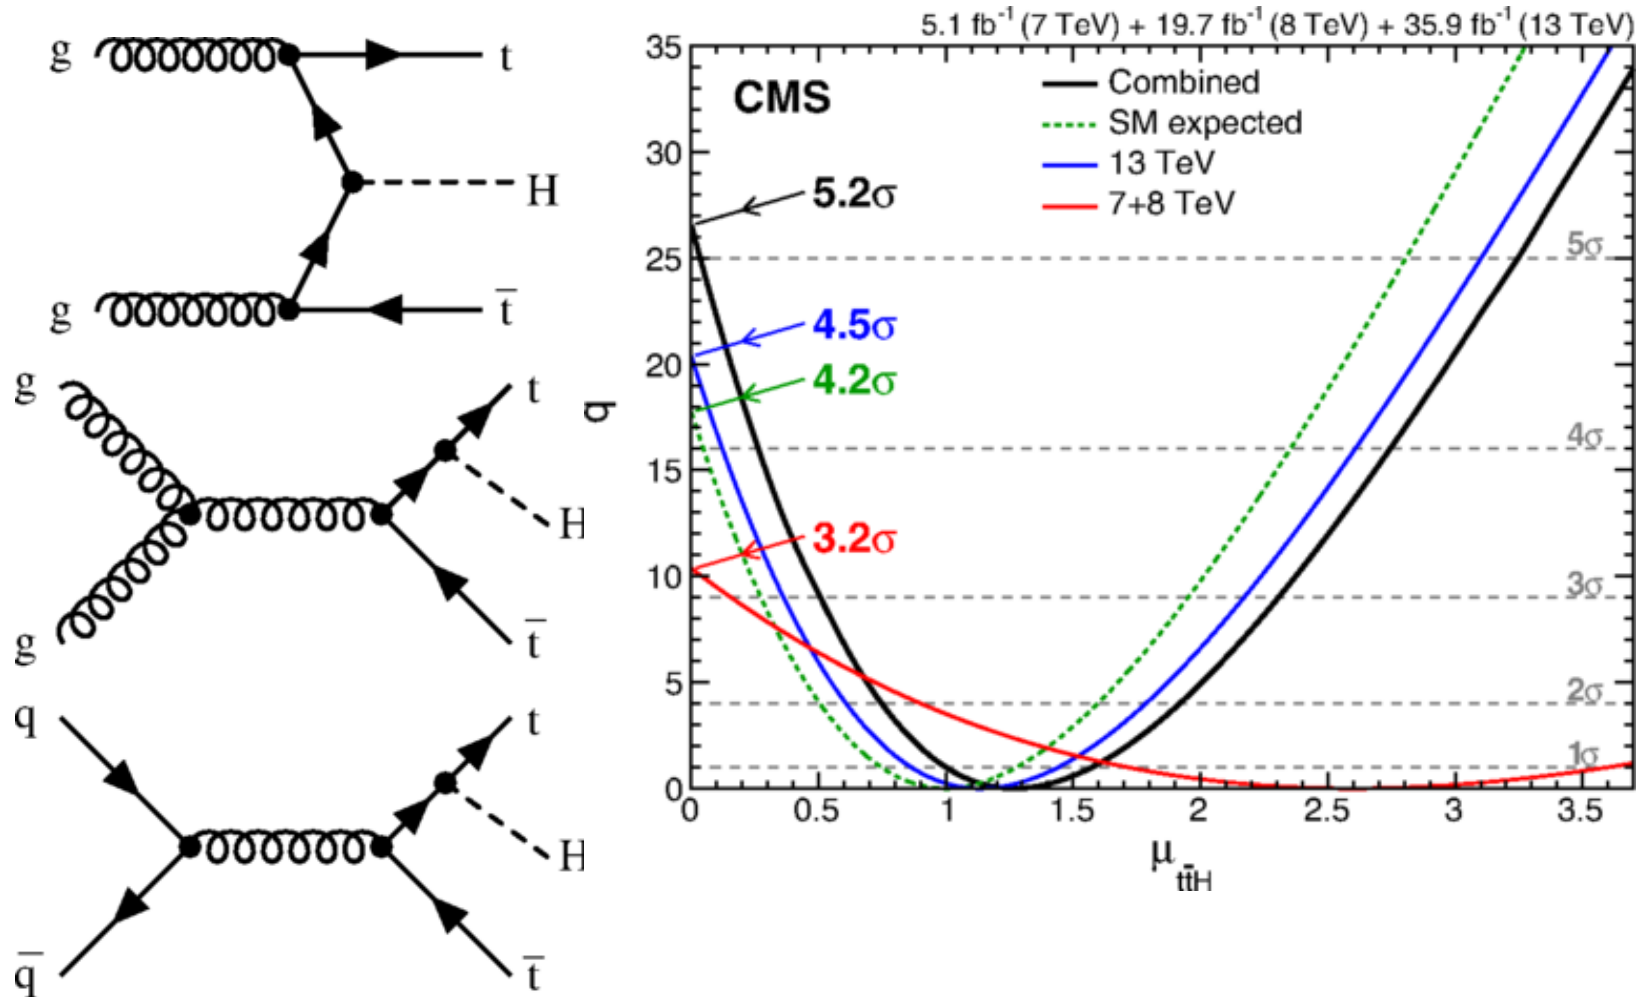 g t
H
g t̅
g t
H
g t̅
q t
H
q̅ t̅
5.1 fb⁻¹ (7 TeV) + 19.7 fb⁻¹ (8 TeV) + 35.9 fb⁻¹ (13 TeV)
CMS
Combined
SM expected
13 TeV
7+8 TeV
5.2σ
4.5σ
4.2σ
3.2σ
5σ
4σ
3σ
2σ
1σ
q
35
30
25
20
15
10
5
0
0 0.5 1 1.5 2 2.5 3 3.5
μ tt̅H